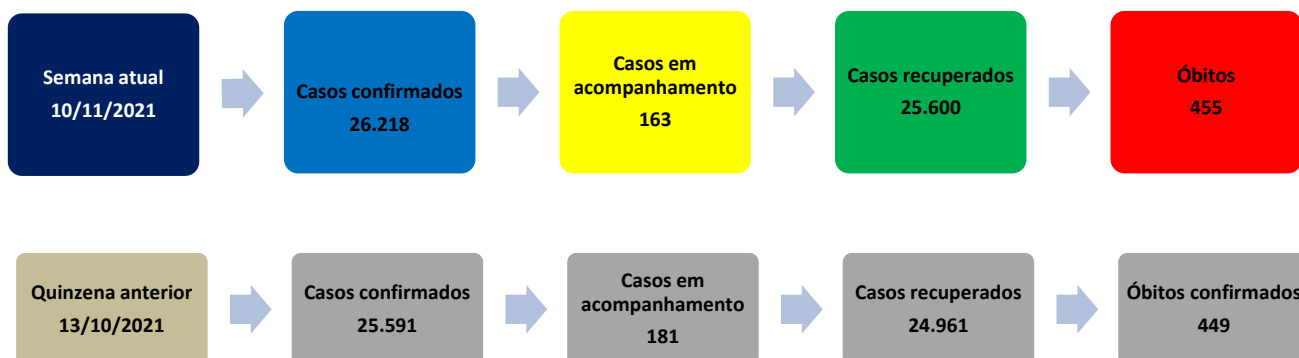 Semana atual
10/11/2021
Casos confirmados
26.218
Casos em
acompanhamento
163
Casos recuperados
25.600
Óbitos
455
Quinzena anterior
13/10/2021
Casos confirmados
25.591
Casos em
acompanhamento
181
Casos recuperados
24.961
Óbitos confirmados
449